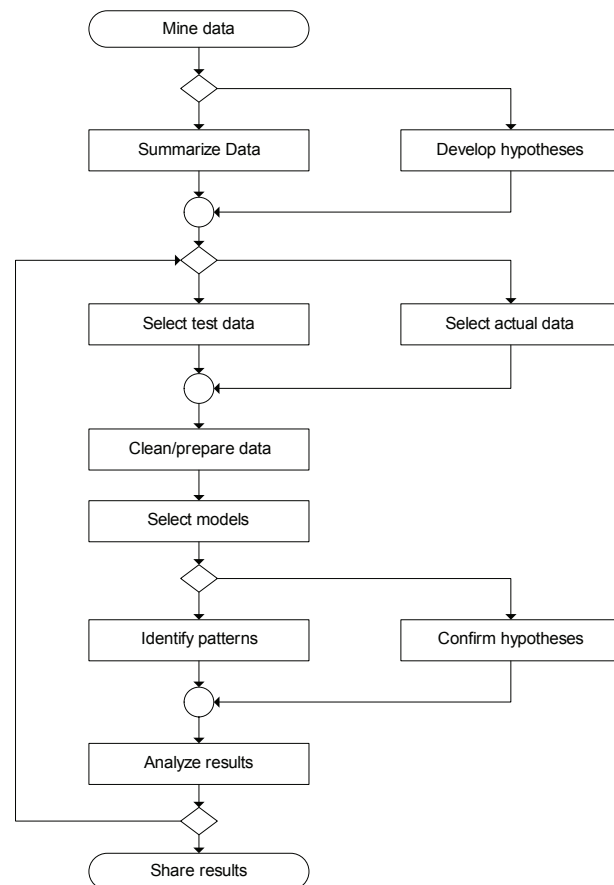 Mine data
Summarize Data
Develop hypotheses
Select test data
Select actual data
Clean/prepare data
Select models
Identify patterns
Confirm hypotheses
Analyze results
Share results